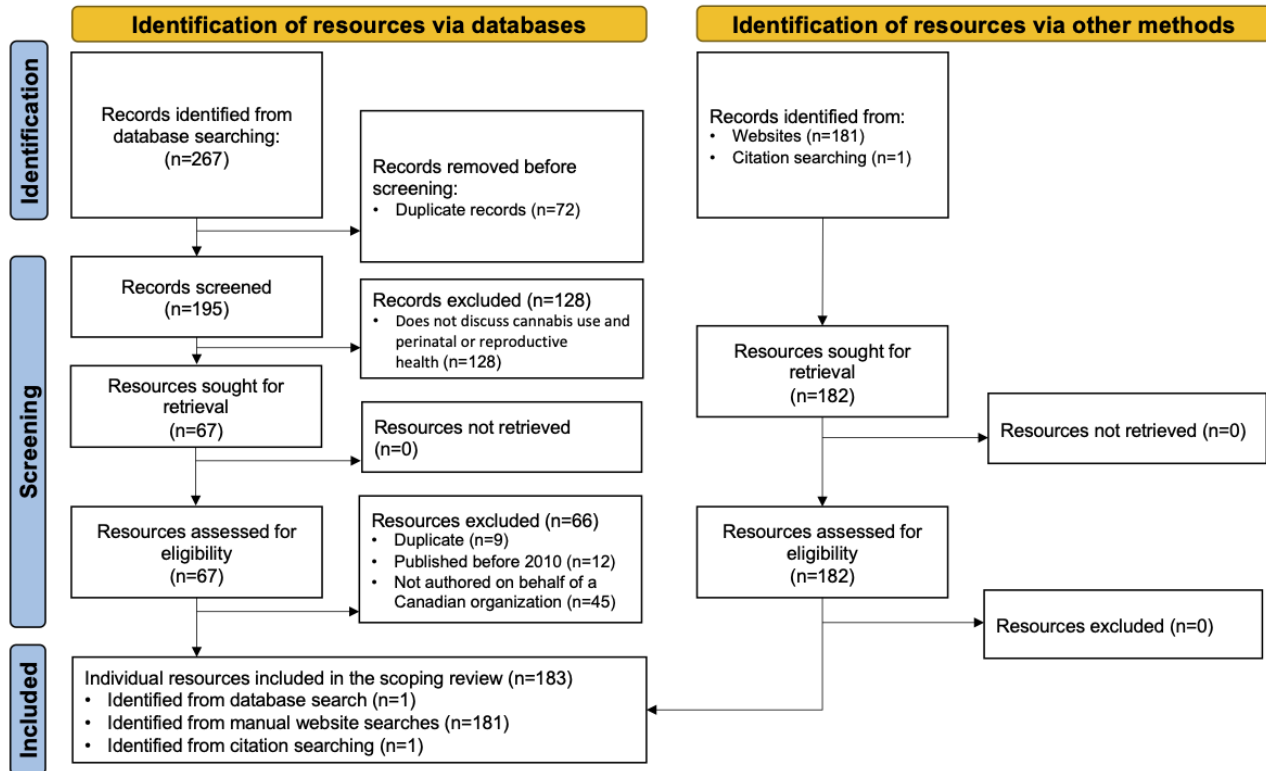 Identification of resources via databases
Identification of resources via other methods
Identification
Records identified from
database searching:
(n=267)
Records removed before
screening:
• Duplicate records (n=72)
Records identified from:
• Websites (n=181)
• Citation searching (n=1)
Screening
Records screened
(n=195)
Records excluded (n=128)
• Does not discuss cannabis use and
perinatal or reproductive
health (n=128)
Resources sought for
retrieval
(n=67)
Resources not retrieved
(n=0)
Resources sought for
retrieval
(n=182)
Resources not retrieved (n=0)
Resources assessed for
eligibility
(n=67)
Resources excluded (n=66)
• Duplicate (n=9)
• Published before 2010 (n=12)
• Not authored on behalf of a
Canadian organization (n=45)
Resources assessed for
eligibility
(n=182)
Resources excluded (n=0)
Included
Individual resources included in the scoping review (n=183)
• Identified from database search (n=1)
• Identified from manual website searches (n=181)
• Identified from citation searching (n=1)